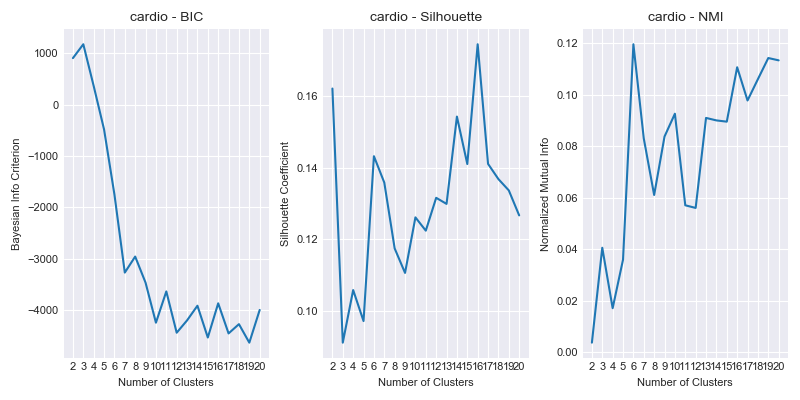 cardio - BIC
Bayesian Info Criterion
1000
0
−1000
−2000
−3000
−4000
2 3 4 5 6 7 8 9 10 11 12 13 14 15 16 17 18 19 20
Number of Clusters
cardio - Silhouette
Silhouette Coefficient
0.16
0.14
0.12
0.10
2 3 4 5 6 7 8 9 10 11 12 13 14 15 16 17 18 19 20
Number of Clusters
cardio - NMI
Normalized Mutual Info
0.12
0.10
0.08
0.06
0.04
0.02
0.00
2 3 4 5 6 7 8 9 10 11 12 13 14 15 16 17 18 19 20
Number of Clusters